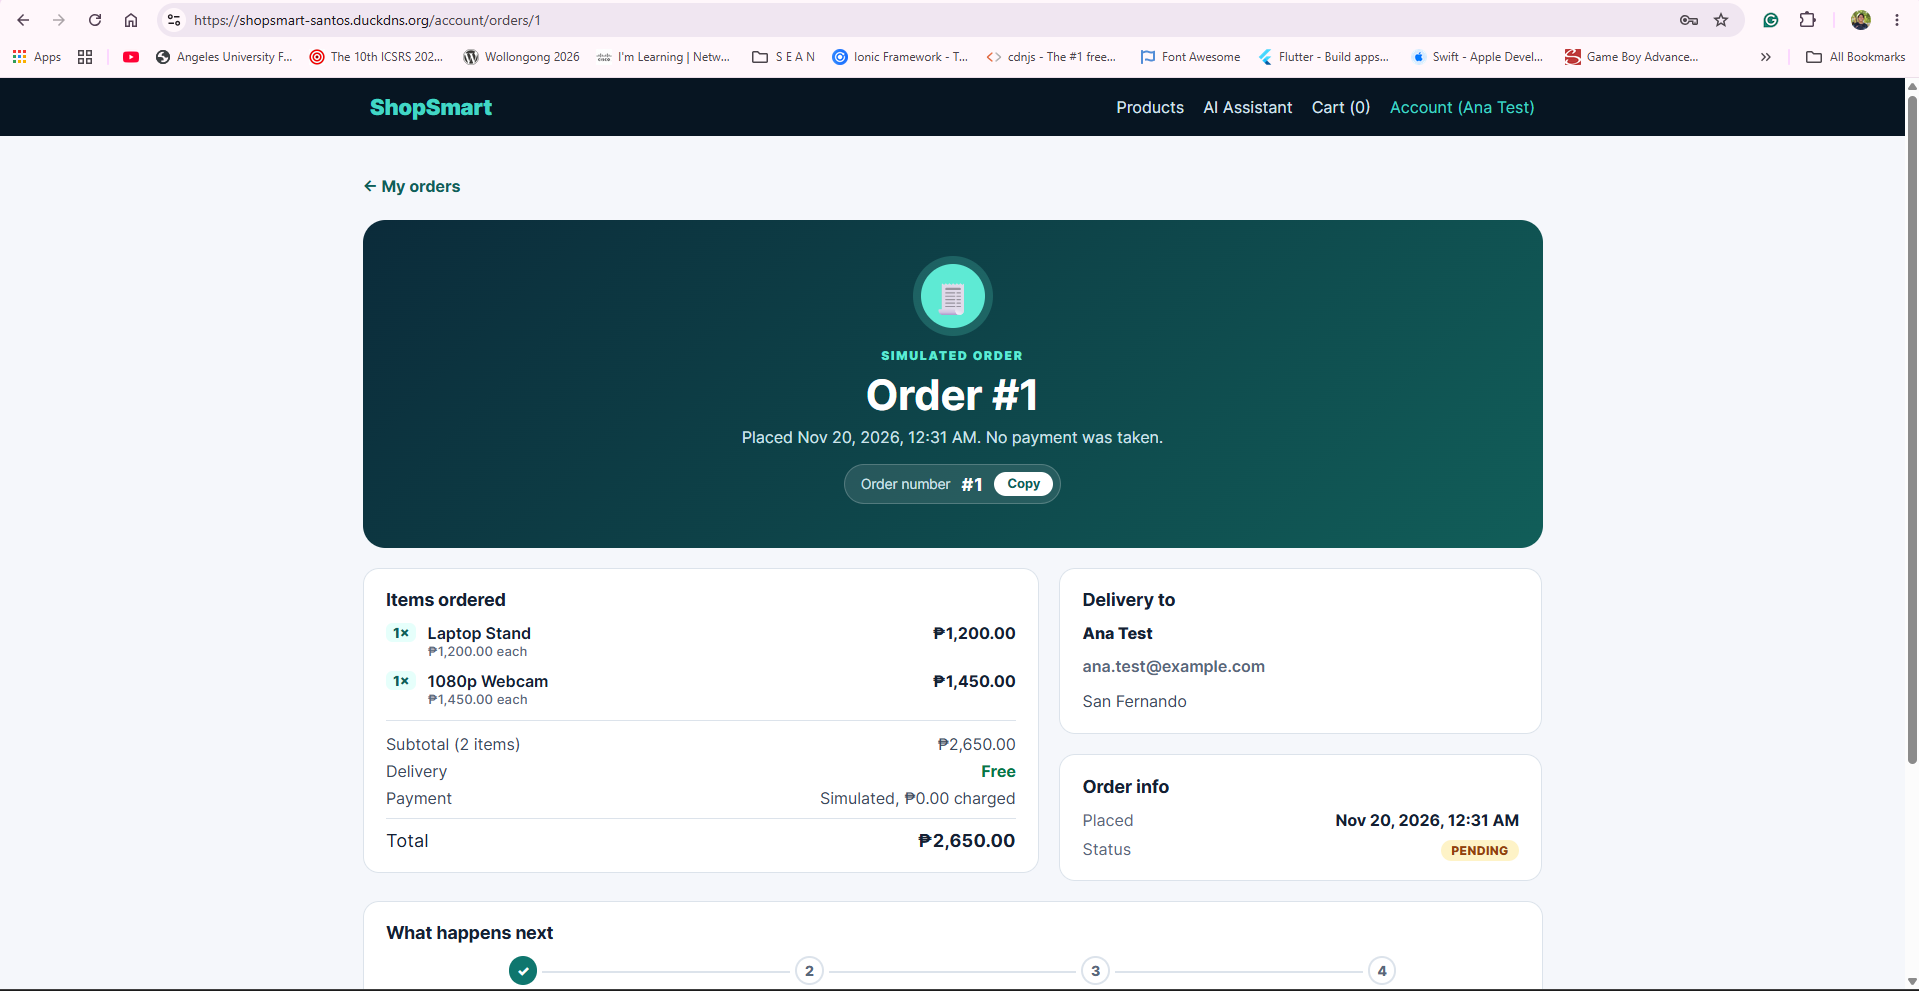 https://shopsmart-santos.duckdns.org/account/orders/1
Apps
Angeles University F...
The 10th ICSRS 202...
Wollongong 2026
I'm Learning | Netw...
S E A N
Ionic Framework - T...
cdnjs - The #1 free...
Font Awesome
Flutter - Build apps...
Swift - Apple Devel...
Game Boy Advance...
All Bookmarks
ShopSmart
Products
AI Assistant
Cart (0)
Account (Ana Test)
← My orders
SIMULATED ORDER
Order #1
Placed Nov 20, 2026, 12:31 AM. No payment was taken.
Order number #1 Copy
Items ordered
1× Laptop Stand ₱1,200.00
₱1,200.00 each
1× 1080p Webcam ₱1,450.00
₱1,450.00 each
Subtotal (2 items) ₱2,650.00
Delivery Free
Payment Simulated, ₱0.00 charged
Total ₱2,650.00
Delivery to
Ana Test
ana.test@example.com
San Fernando
Order info
Placed Nov 20, 2026, 12:31 AM
Status PENDING
What happens next
2
3
4